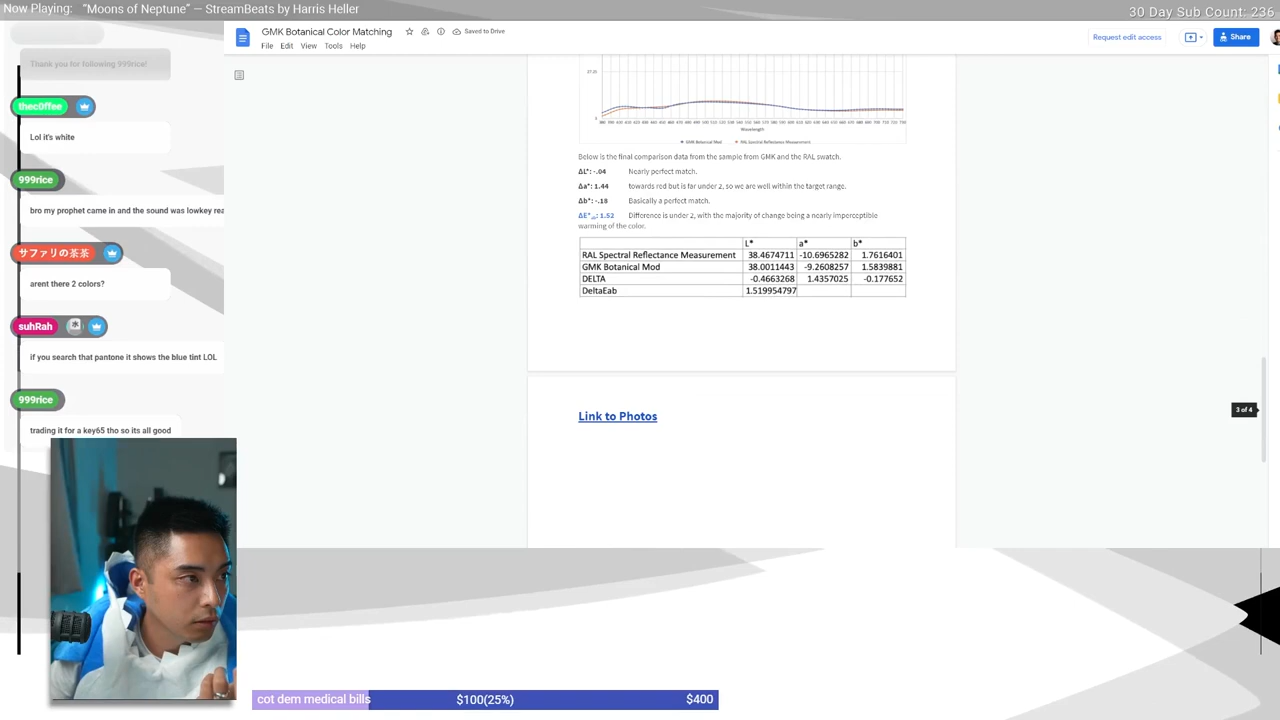 Now Playing: “Moons of Neptune” — StreamBeats by Harris Heller
30 Day Sub Count: 236
Thank you for following 999rice!
thec0ffee
Lol it's white
999rice
bro my prophet came in and the sound was lowkey rea
サファリの茶茶
arent there 2 colors?
suhRah
if you search that pantone it shows the blue tint LOL
999rice
trading it for a key65 tho so its all good
GMK Botanical Color Matching
Saved to Drive
File Edit View Tools Help
Request edit access
Share
27.25
0
Wavelength
GMK Botanical Mod RAL Spectral Reflectance Measurement
Below is the final comparison data from the sample from GMK and the RAL swatch.
ΔL*: -.04 Nearly perfect match.
Δa*: 1.44 towards red but is far under 2, so we are well within the target range.
Δb*: -.18 Basically a perfect match.
ΔE*ab: 1.52 Difference is under 2, with the majority of change being a nearly imperceptible
warming of the color.
L* a* b*
RAL Spectral Reflectance Measurement 38.4674711 -10.6965282 1.7616401
GMK Botanical Mod 38.0011443 -9.2608257 1.5839881
DELTA -0.4663268 1.4357025 -0.177652
DeltaEab 1.519954797
Link to Photos
3 of 4
cot dem medical bills $100(25%) $400